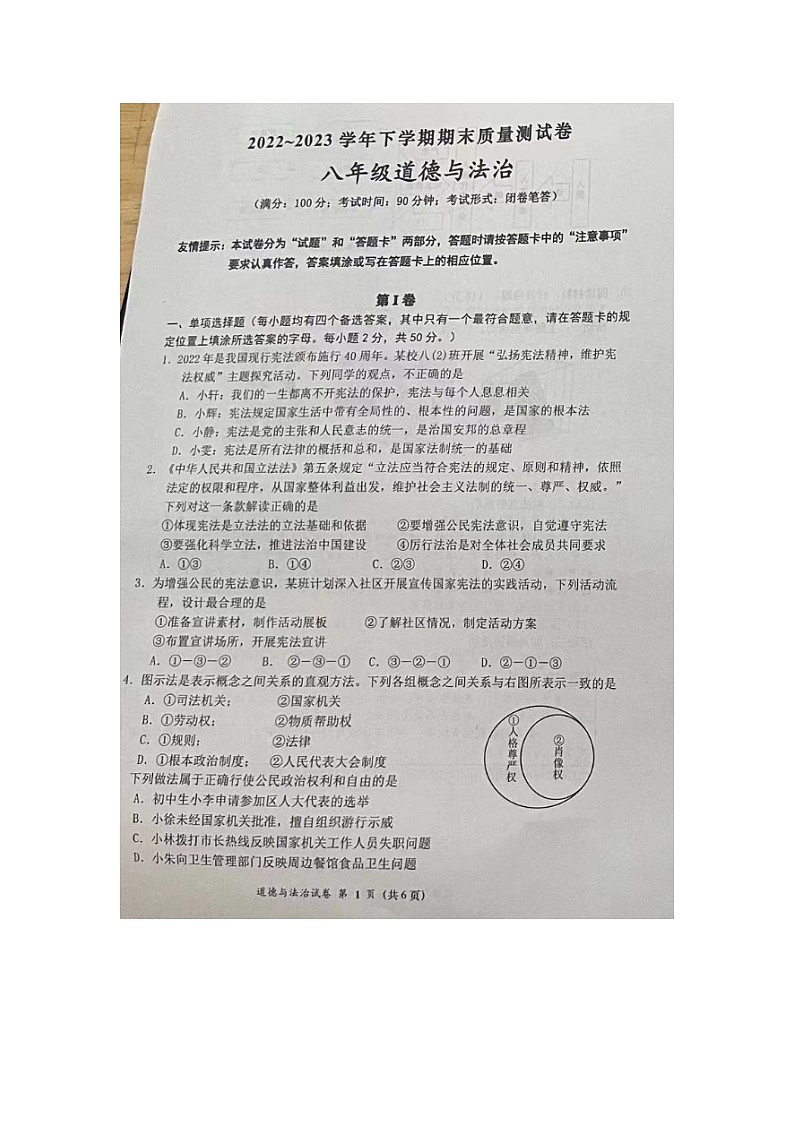 2022~2023 学年下学期期末质量测试卷
八年级道德与法治
（满分：100 分；考试时间：90 分钟；考试形式：闭卷笔答）
友情提示：本试卷分为“试题”和“答题卡”两部分，答题时请按答题卡中的“注意事项”
要求认真作答，答案填涂或写在答题卡上的相应位置。
第 I 卷
一、单项选择题（每小题均有四个备选答案，其中只有一个最符合题意，请在答题卡的规
定位置上填涂所选答案的字母。每小题 2 分，共 50 分。）
1. 2022 年是我国现行宪法颁布施行 40 周年。某校八(2)班开展“弘扬宪法精神，维护宪
法权威”主题探究活动。下列同学的观点，不正确的是
A. 小轩：我们的一生都离不开宪法的保护，宪法与每个人息息相关
B. 小辉：宪法规定国家生活中带有全局性的、根本性的问题，是国家的根本法
C. 小静：宪法是党的主张和人民意志的统一，是治国安邦的总章程
D. 小雯：宪法是所有法律的概括和总和，是国家法制统一的基础
2. 《中华人民共和国立法法》第五条规定“立法应当符合宪法的规定、原则和精神，依照
法定的权限和程序，从国家整体利益出发，维护社会主义法制的统一、尊严、权威。”
下列对这一条款解读正确的是
①体现宪法是立法法的立法基础和依据 ②要增强公民宪法意识，自觉遵守宪法
③要强化科学立法，推进法治中国建设 ④厉行法治是对全体社会成员共同要求
A. ①③ B. ①④ C. ②③ D. ②④
3. 为增强公民的宪法意识，某班计划深入社区开展宣传国家宪法的实践活动，下列活动流
程，设计最合理的是
①准备宣讲素材，制作活动展板 ②了解社区情况，制定活动方案
③布置宣讲场所，开展宪法宣讲
A. ①—③—② B. ②—③—① C. ③—②—① D. ②—①—③
4. 图示法是表示概念之间关系的直观方法。下列各组概念之间关系与右图所表示一致的是
A. ①司法机关； ②国家机关
B. ①劳动权； ②物质帮助权
C. ①规则； ②法律
D. ①根本政治制度； ②人民代表大会制度
①人格尊严权
②肖像权
下列做法属于正确行使公民政治权利和自由的是
A. 初中生小李申请参加区人大代表的选举
B. 小徐未经国家机关批准，擅自组织游行示威
C. 小林拨打市长热线反映国家机关工作人员失职问题
D. 小朱向卫生管理部门反映周边餐馆食品卫生问题
道德与法治试卷 第 1 页（共 6 页）